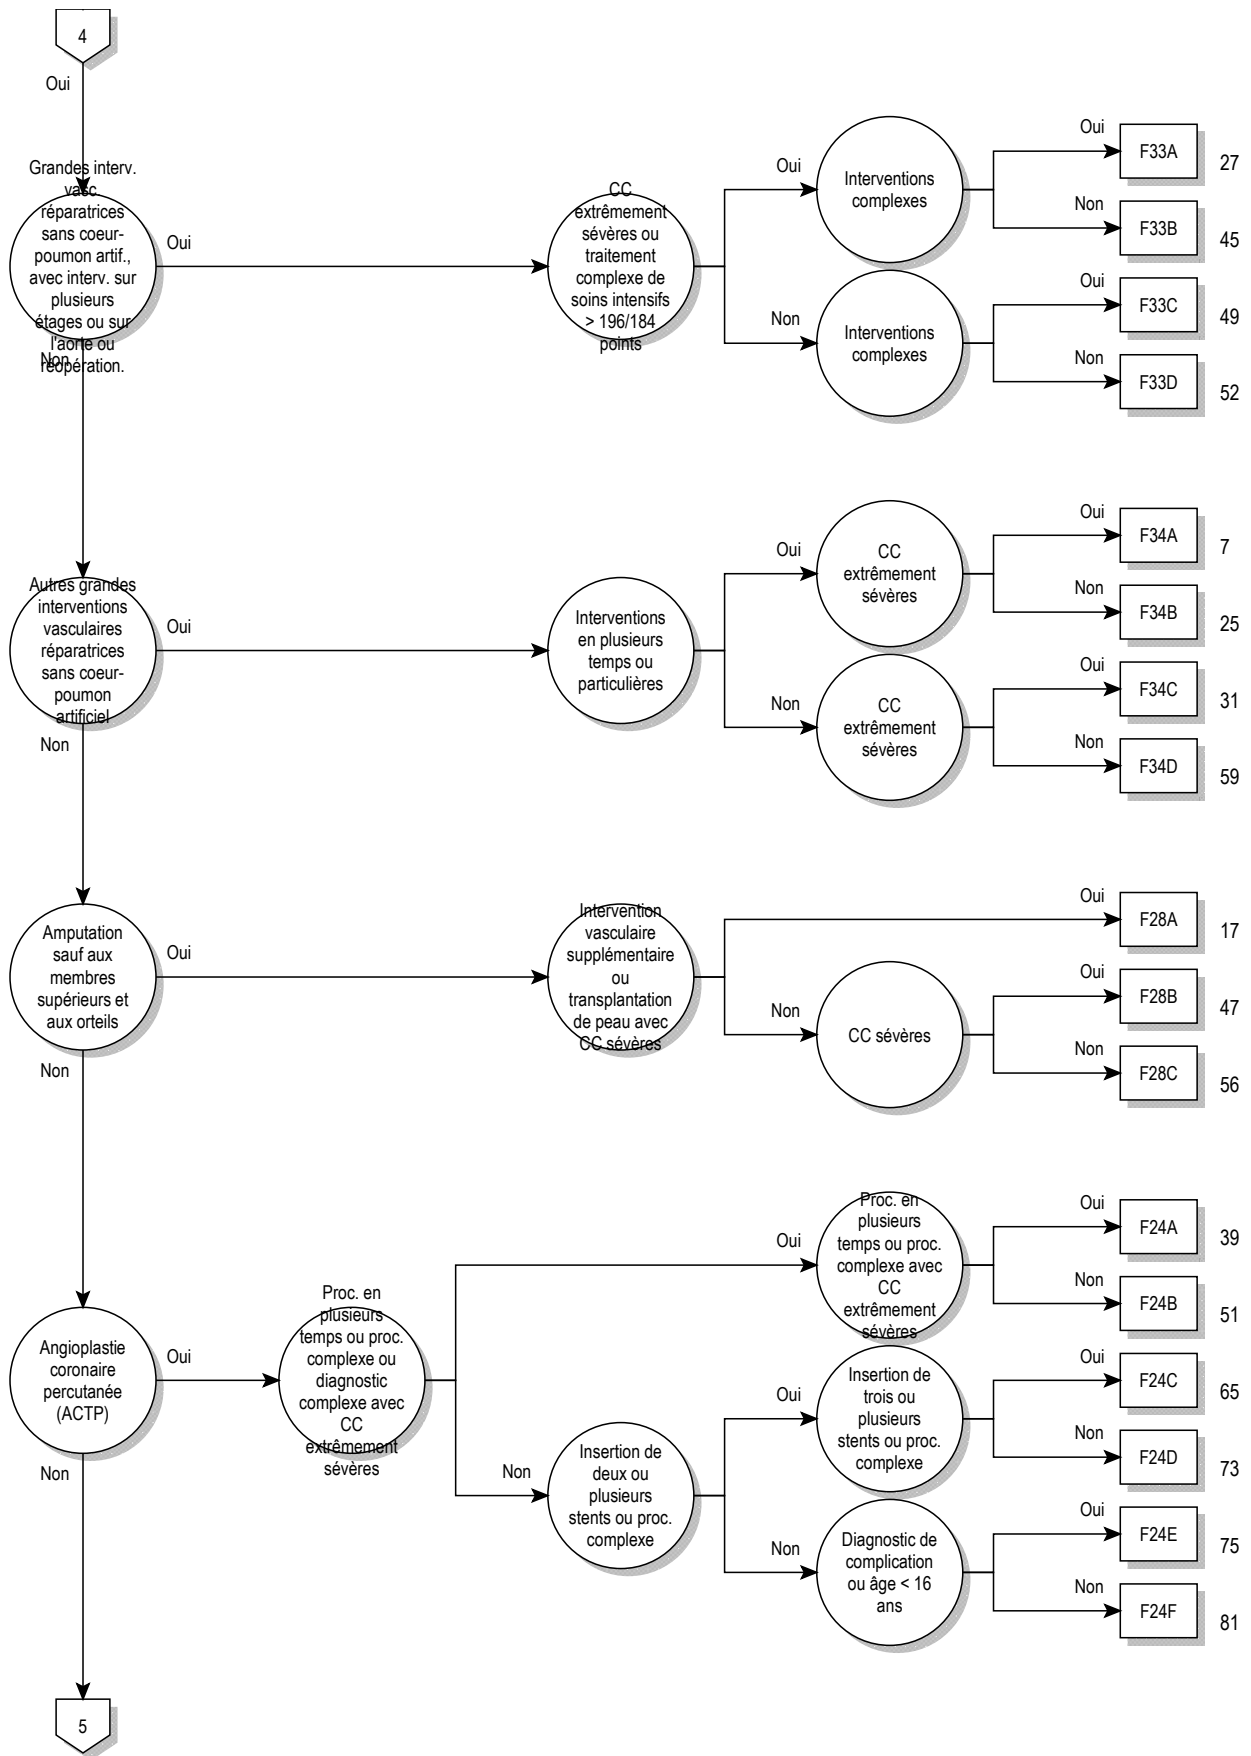 4
Oui
Grandes interv.
vasc.
réparatrices
sans coeur-
poumon artif.,
avec interv. sur
plusieurs
étages ou sur
l'aorte ou
réopération.
Oui
Non
CC
extrêmement
sévères ou
traitement
complexe de
soins intensifs
> 196/184
points
Oui
Interventions
complexes
Oui
F33A
27
Non
F33B
45
Non
Interventions
complexes
Oui
F33C
49
Non
F33D
52
Autres grandes
interventions
vasculaires
réparatrices
sans coeur-
poumon
artificiel
Oui
Non
Interventions
en plusieurs
temps ou
particulières
Oui
CC
extrêmement
sévères
Oui
F34A
7
Non
F34B
25
Non
CC
extrêmement
sévères
Oui
F34C
31
Non
F34D
59
Amputation
sauf aux
membres
supérieurs et
aux orteils
Oui
Non
Intervention
vasculaire
supplémentaire
ou
transplantation
de peau avec
CC sévères
Oui
F28A
17
Non
CC sévères
Oui
F28B
47
Non
F28C
56
Angioplastie
coronaire
percutanée
(ACTP)
Oui
Non
Proc. en
plusieurs
temps ou proc.
complexe ou
diagnostic
complexe avec
CC
extrêmement
sévères
Oui
Proc. en
plusieurs
temps ou proc.
complexe avec
CC
extrêmement
sévères
Oui
F24A
39
Non
F24B
51
Non
Insertion de
deux ou
plusieurs
stents ou proc.
complexe
Oui
Insertion de
trois ou
plusieurs
stents ou proc.
complexe
Oui
F24C
65
Non
F24D
73
Non
Diagnostic de
complication
ou âge < 16
ans
Oui
F24E
75
Non
F24F
81
5